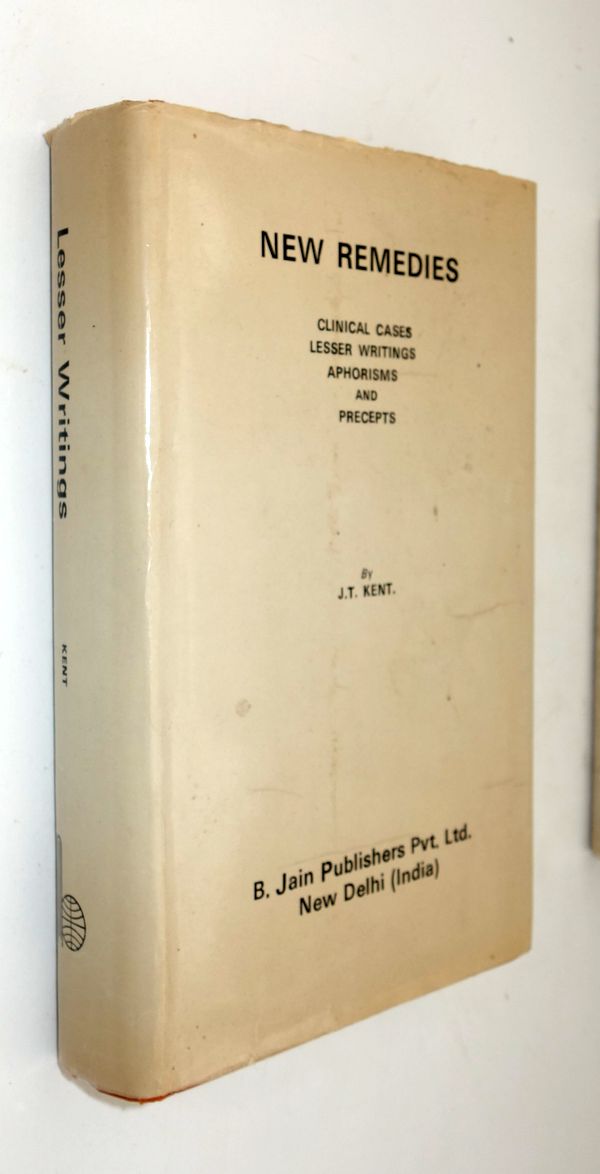 Lesser Writings
KENT
NEW REMEDIES
CLINICAL CASES
LESSER WRITINGS
APHORISMS
AND
PRECEPTS
By
J.T. KENT.
B. Jain Publishers Pvt. Ltd.
New Delhi (India)